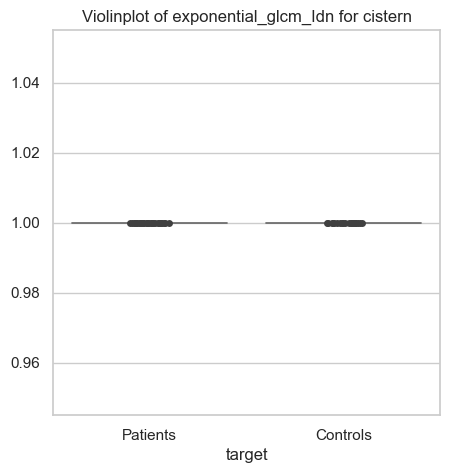 Violinplot of exponential_glcm_Idn for cistern
1.04
1.02
1.00
0.98
0.96
Patients Controls
target